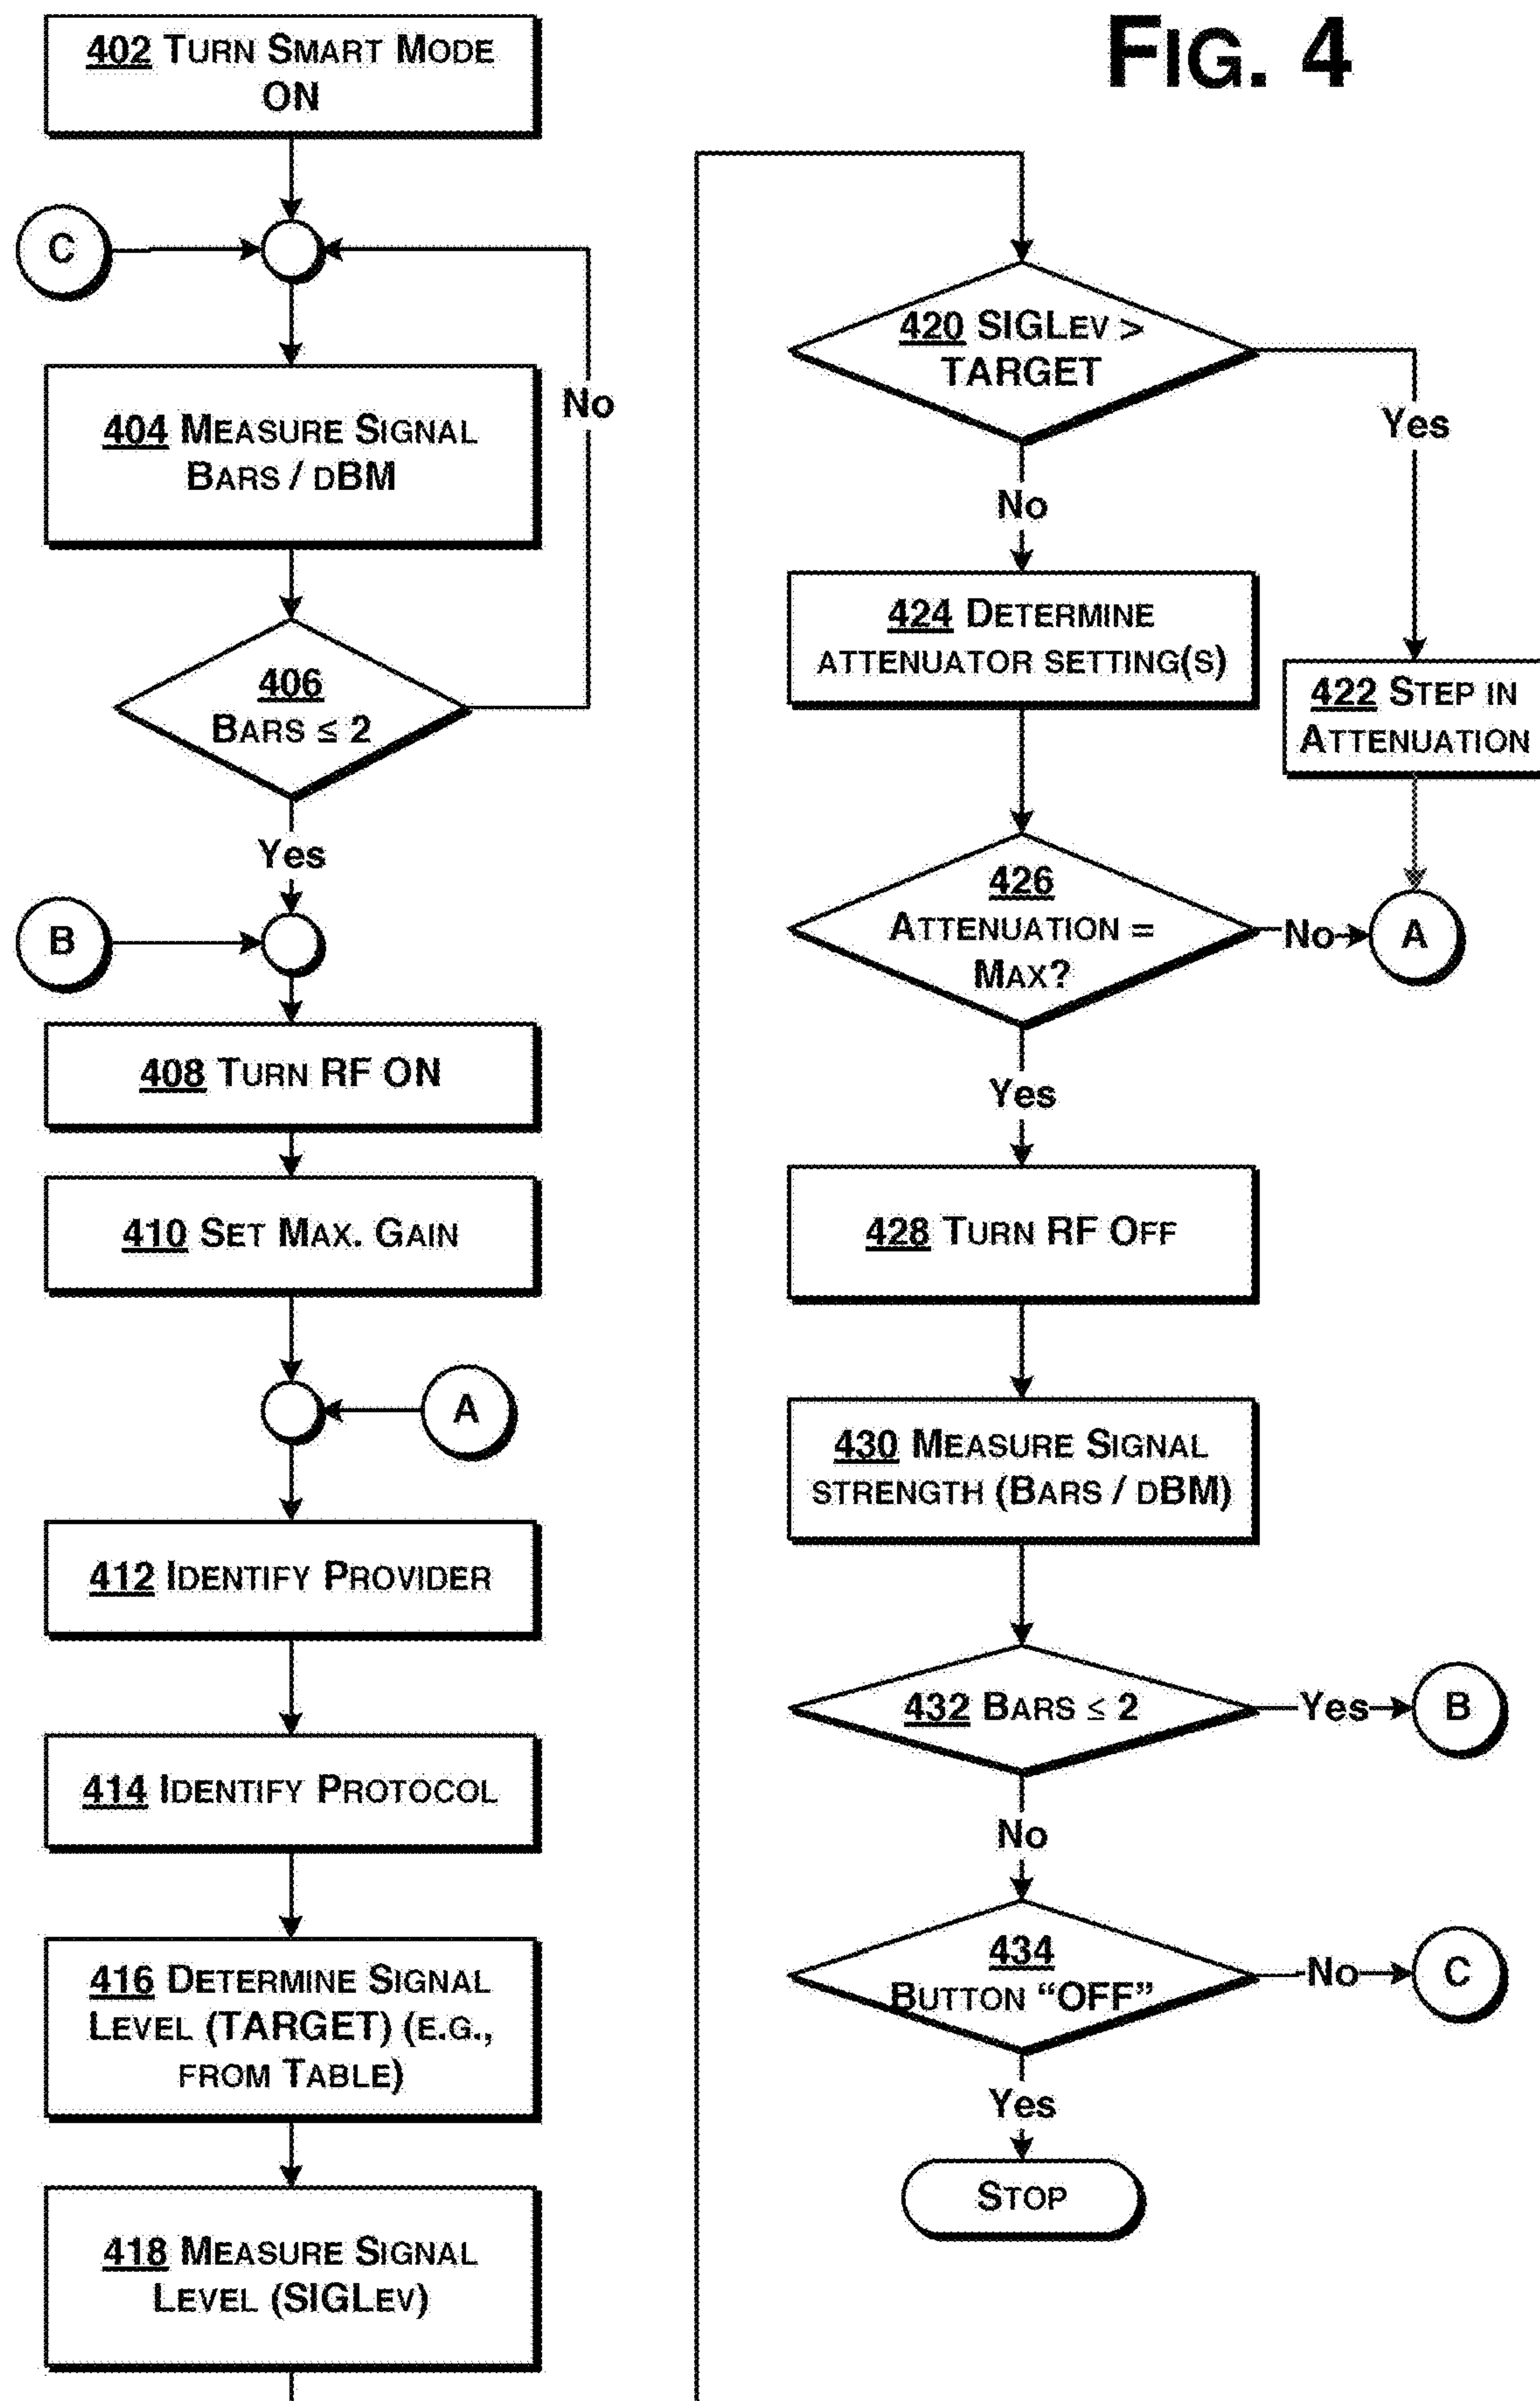 FIG. 4
402 TURN SMART MODE
ON
C
404 MEASURE SIGNAL
BARS / DBM
No
406
BARS ≤ 2
Yes
B
408 TURN RF ON
410 SET MAX. GAIN
A
412 IDENTIFY PROVIDER
414 IDENTIFY PROTOCOL
416 DETERMINE SIGNAL
LEVEL (TARGET) (E.G.,
FROM TABLE)
418 MEASURE SIGNAL
LEVEL (SIGLEV)
420 SIGLEV >
TARGET
Yes
No
424 DETERMINE
ATTENUATOR SETTING(S)
422 STEP IN
ATTENUATION
426
ATTENUATION =
MAX?
No
A
Yes
428 TURN RF OFF
430 MEASURE SIGNAL
STRENGTH (BARS / DBM)
432 BARS ≤ 2
Yes
B
No
434
BUTTON “OFF”
No
C
Yes
STOP